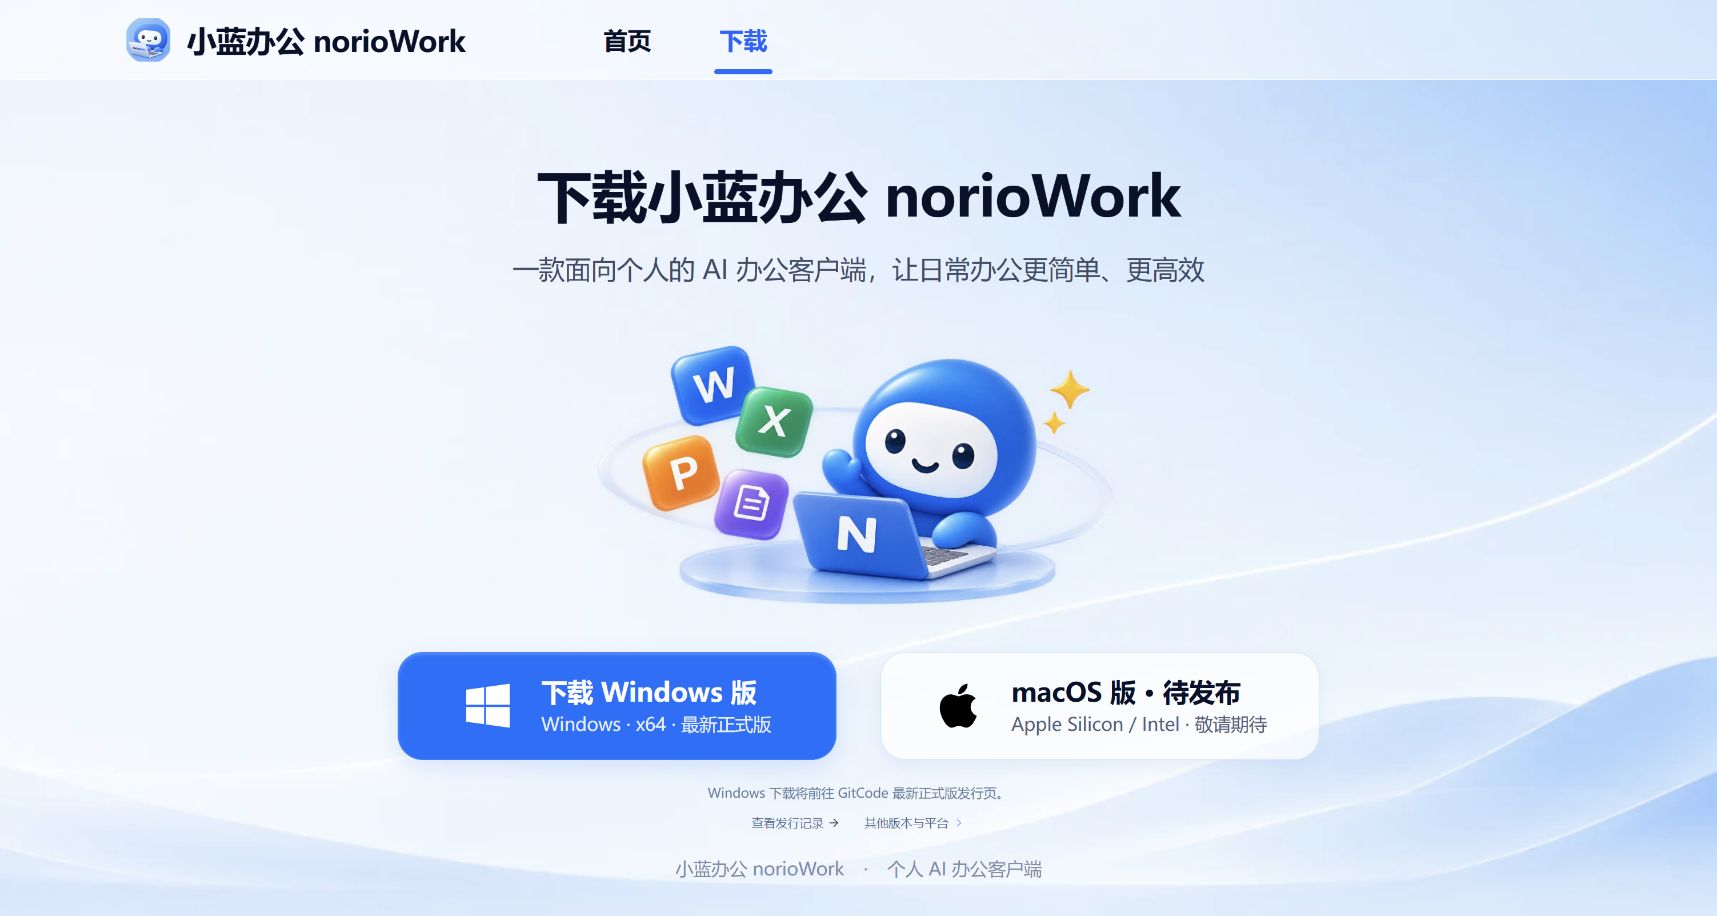 小蓝办公 norioWork
首页
下载
下载小蓝办公 norioWork
一款面向个人的 AI 办公客户端，让日常办公更简单、更高效
W
X
P
N
下载 Windows 版
Windows · x64 · 最新正式版
macOS 版 • 待发布
Apple Silicon / Intel · 敬请期待
Windows 下载将前往 GitCode 最新正式版发行页。
查看发行记录 →
其他版本与平台 >
小蓝办公 norioWork · 个人 AI 办公客户端